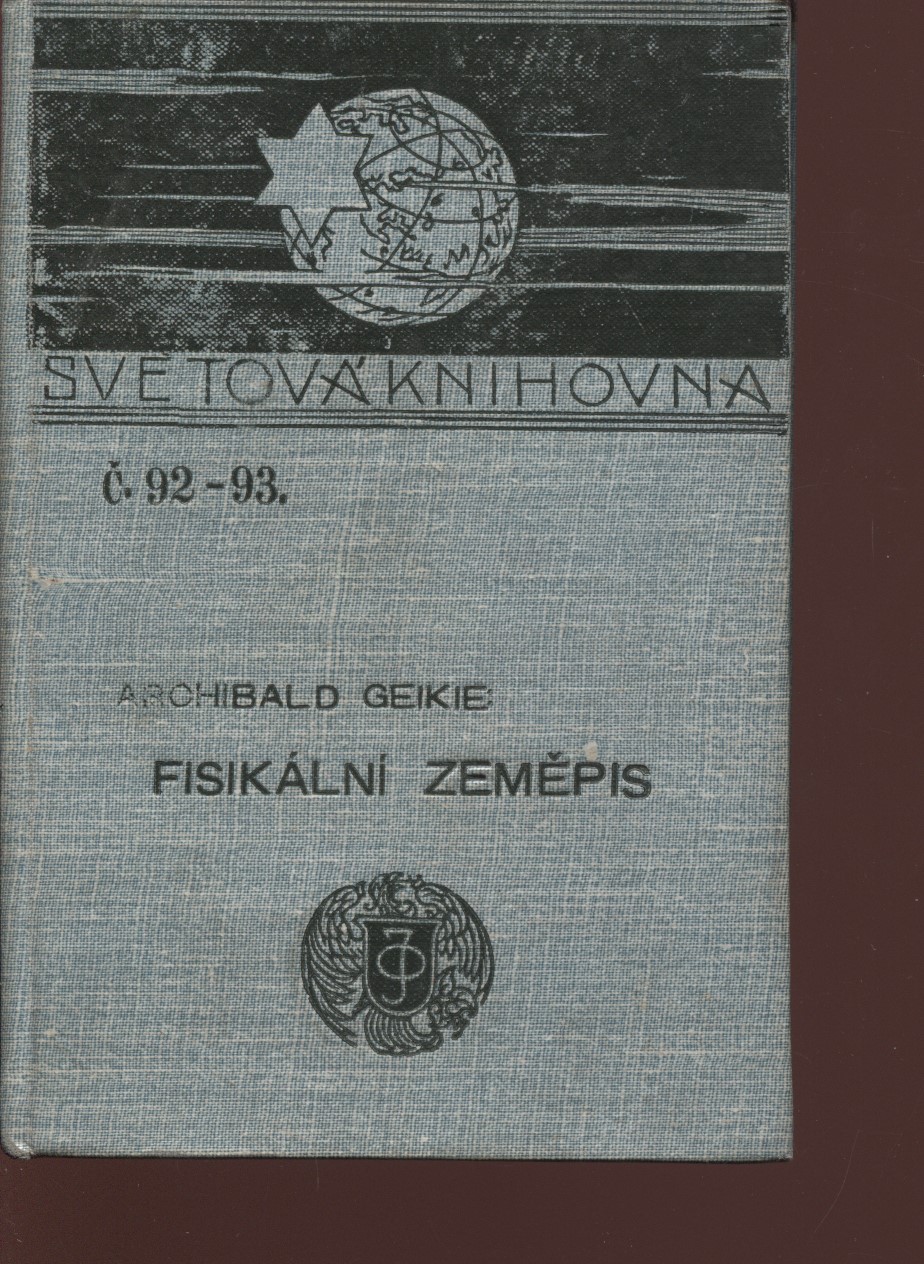 SVĚTOVÁ KNIHOVNA
Č. 92-93.
ARCHIBALD GEIKIE:
FISIKÁLNÍ ZEMĚPIS